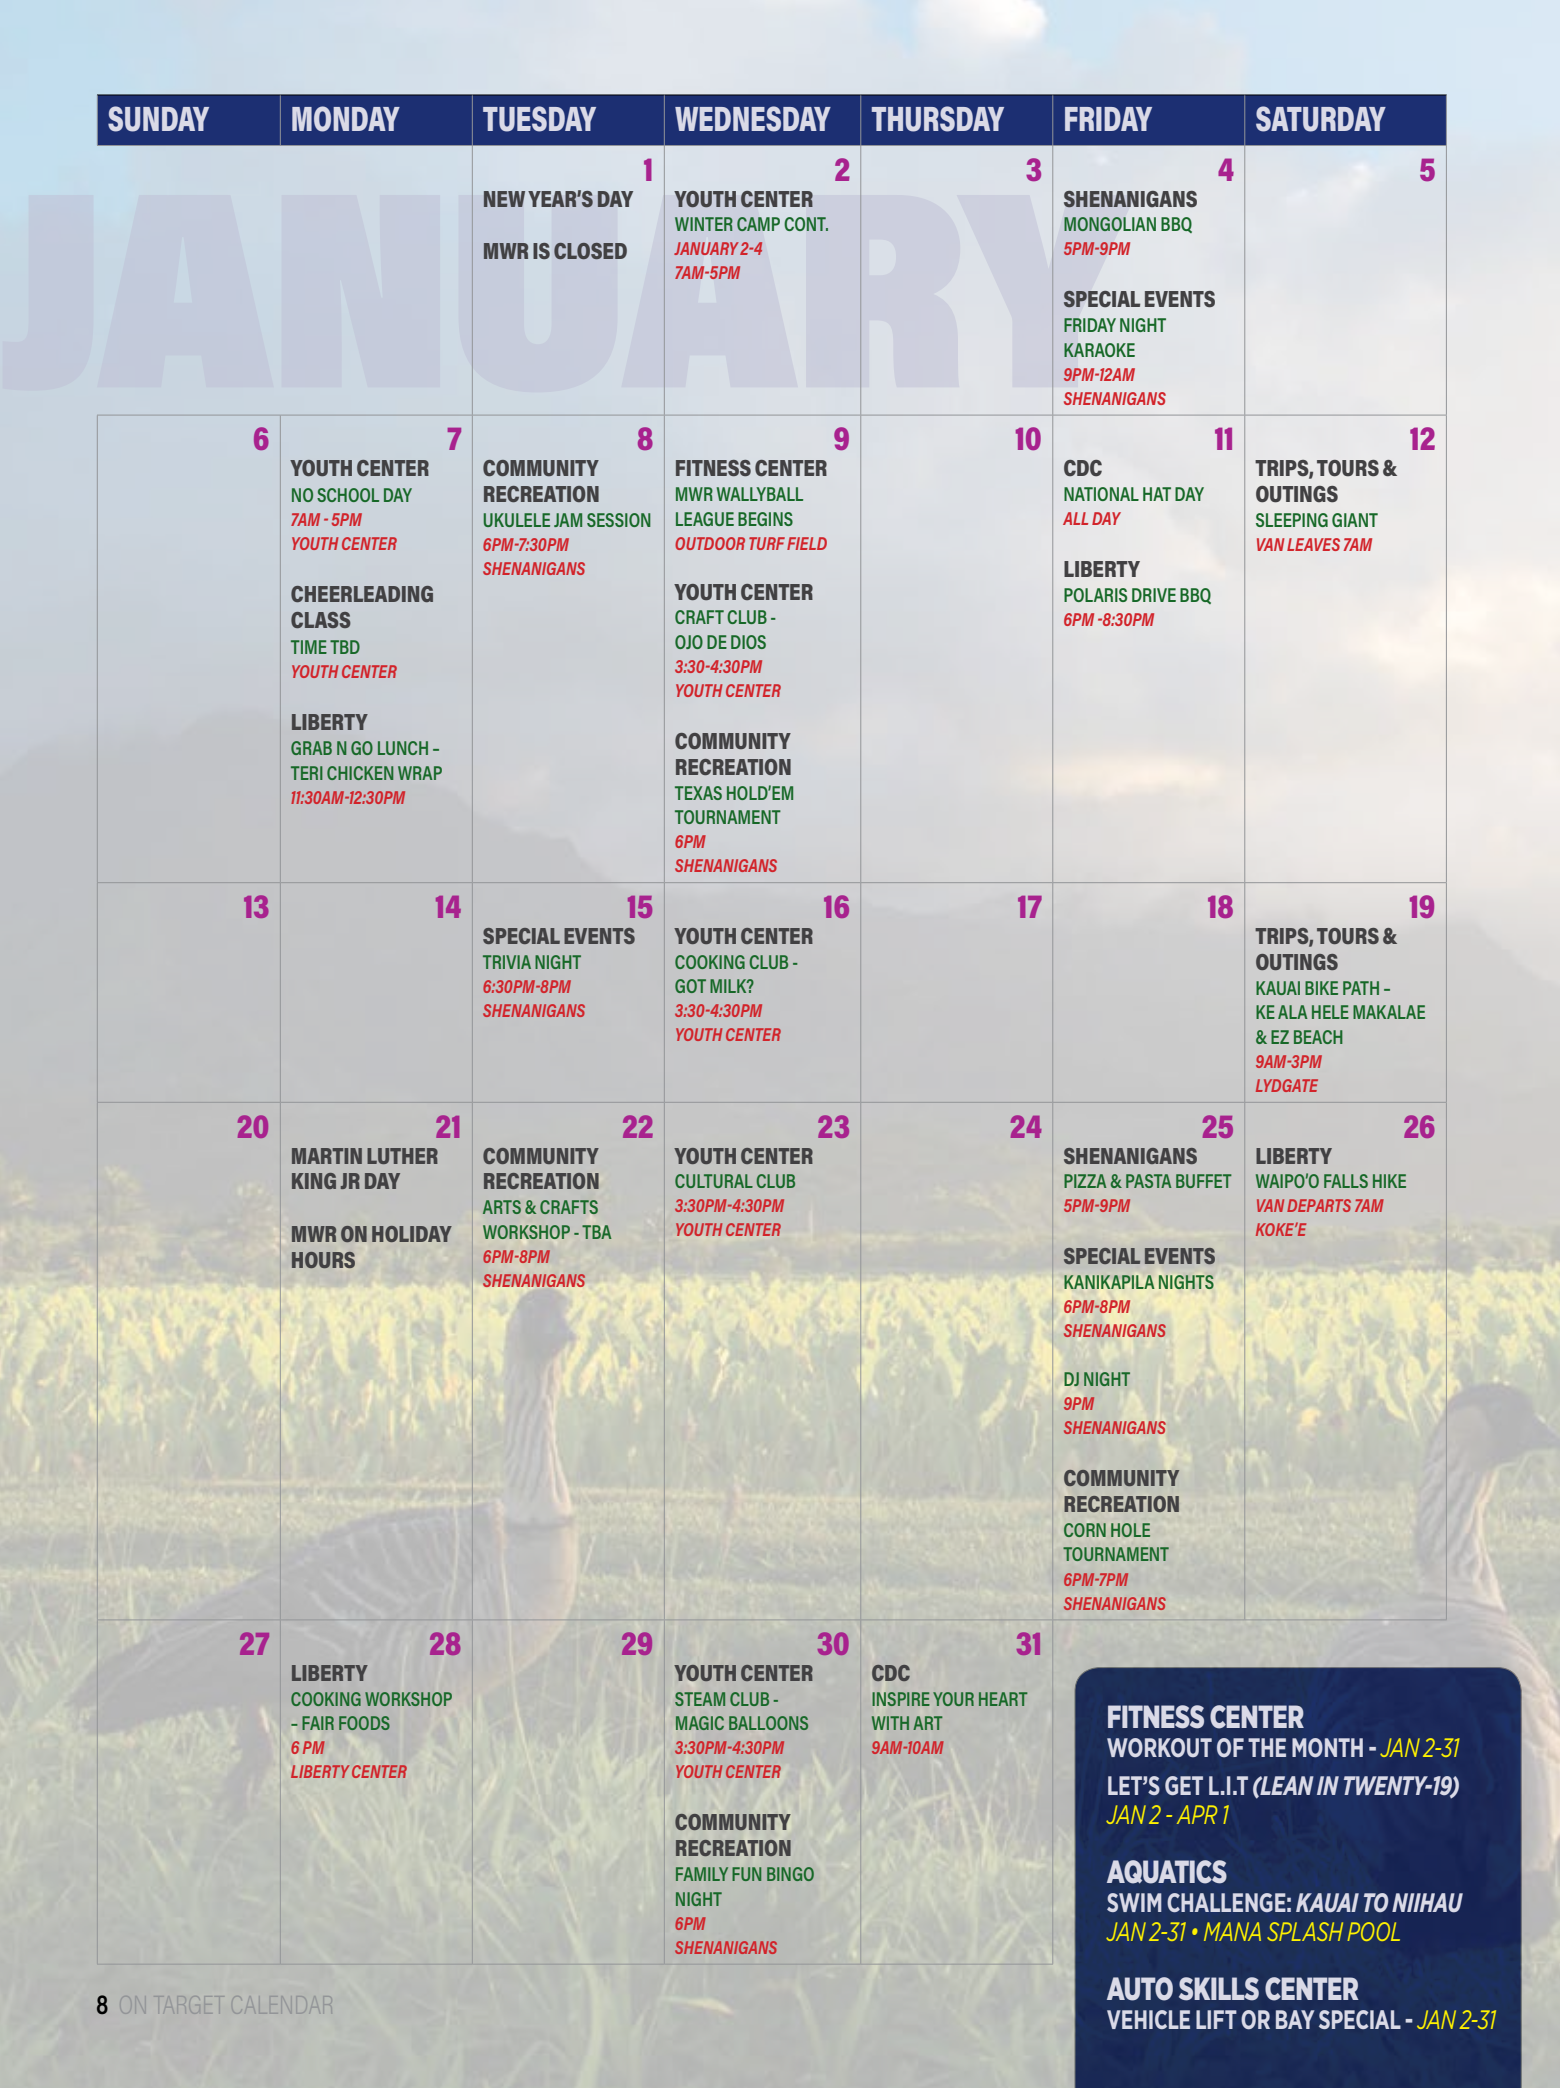 JANUARY
SUNDAY
MONDAY
TUESDAY
WEDNESDAY
THURSDAY
FRIDAY
SATURDAY
1
NEW YEAR'S DAY
MWR IS CLOSED
2
YOUTH CENTER
WINTER CAMP CONT.
JANUARY 2-4
7AM-5PM
3
4
SHENANIGANS
MONGOLIAN BBQ
5PM-9PM
SPECIAL EVENTS
FRIDAY NIGHT
KARAOKE
9PM-12AM
SHENANIGANS
5
6
7
YOUTH CENTER
NO SCHOOL DAY
7AM - 5PM
YOUTH CENTER
CHEERLEADING
CLASS
TIME TBD
YOUTH CENTER
LIBERTY
GRAB N GO LUNCH –
TERI CHICKEN WRAP
11:30AM-12:30PM
8
COMMUNITY
RECREATION
UKULELE JAM SESSION
6PM-7:30PM
SHENANIGANS
9
FITNESS CENTER
MWR WALLYBALL
LEAGUE BEGINS
OUTDOOR TURF FIELD
YOUTH CENTER
CRAFT CLUB -
OJO DE DIOS
3:30-4:30PM
YOUTH CENTER
COMMUNITY
RECREATION
TEXAS HOLD'EM
TOURNAMENT
6PM
SHENANIGANS
10
11
CDC
NATIONAL HAT DAY
ALL DAY
LIBERTY
POLARIS DRIVE BBQ
6PM -8:30PM
12
TRIPS, TOURS &
OUTINGS
SLEEPING GIANT
VAN LEAVES 7AM
13
14
15
SPECIAL EVENTS
TRIVIA NIGHT
6:30PM-8PM
SHENANIGANS
16
YOUTH CENTER
COOKING CLUB -
GOT MILK?
3:30-4:30PM
YOUTH CENTER
17
18
19
TRIPS, TOURS &
OUTINGS
KAUAI BIKE PATH –
KE ALA HELE MAKALAE
& EZ BEACH
9AM-3PM
LYDGATE
20
21
MARTIN LUTHER
KING JR DAY
MWR ON HOLIDAY
HOURS
22
COMMUNITY
RECREATION
ARTS & CRAFTS
WORKSHOP - TBA
6PM-8PM
SHENANIGANS
23
YOUTH CENTER
CULTURAL CLUB
3:30PM-4:30PM
YOUTH CENTER
24
25
SHENANIGANS
PIZZA & PASTA BUFFET
5PM-9PM
SPECIAL EVENTS
KANIKAPILA NIGHTS
6PM-8PM
SHENANIGANS
DJ NIGHT
9PM
SHENANIGANS
COMMUNITY
RECREATION
CORN HOLE
TOURNAMENT
6PM-7PM
SHENANIGANS
26
LIBERTY
WAIPO'O FALLS HIKE
VAN DEPARTS 7AM
KOKE'E
27
28
LIBERTY
COOKING WORKSHOP
– FAIR FOODS
6 PM
LIBERTY CENTER
29
30
YOUTH CENTER
STEAM CLUB -
MAGIC BALLOONS
3:30PM-4:30PM
YOUTH CENTER
COMMUNITY
RECREATION
FAMILY FUN BINGO
NIGHT
6PM
SHENANIGANS
31
CDC
INSPIRE YOUR HEART
WITH ART
9AM-10AM
FITNESS CENTER
WORKOUT OF THE MONTH - JAN 2-31
LET'S GET L.I.T (LEAN IN TWENTY-19)
JAN 2 - APR 1
AQUATICS
SWIM CHALLENGE: KAUAI TO NIIHAU
JAN 2-31 • MANA SPLASH POOL
AUTO SKILLS CENTER
VEHICLE LIFT OR BAY SPECIAL - JAN 2-31
8 ON TARGET CALENDAR